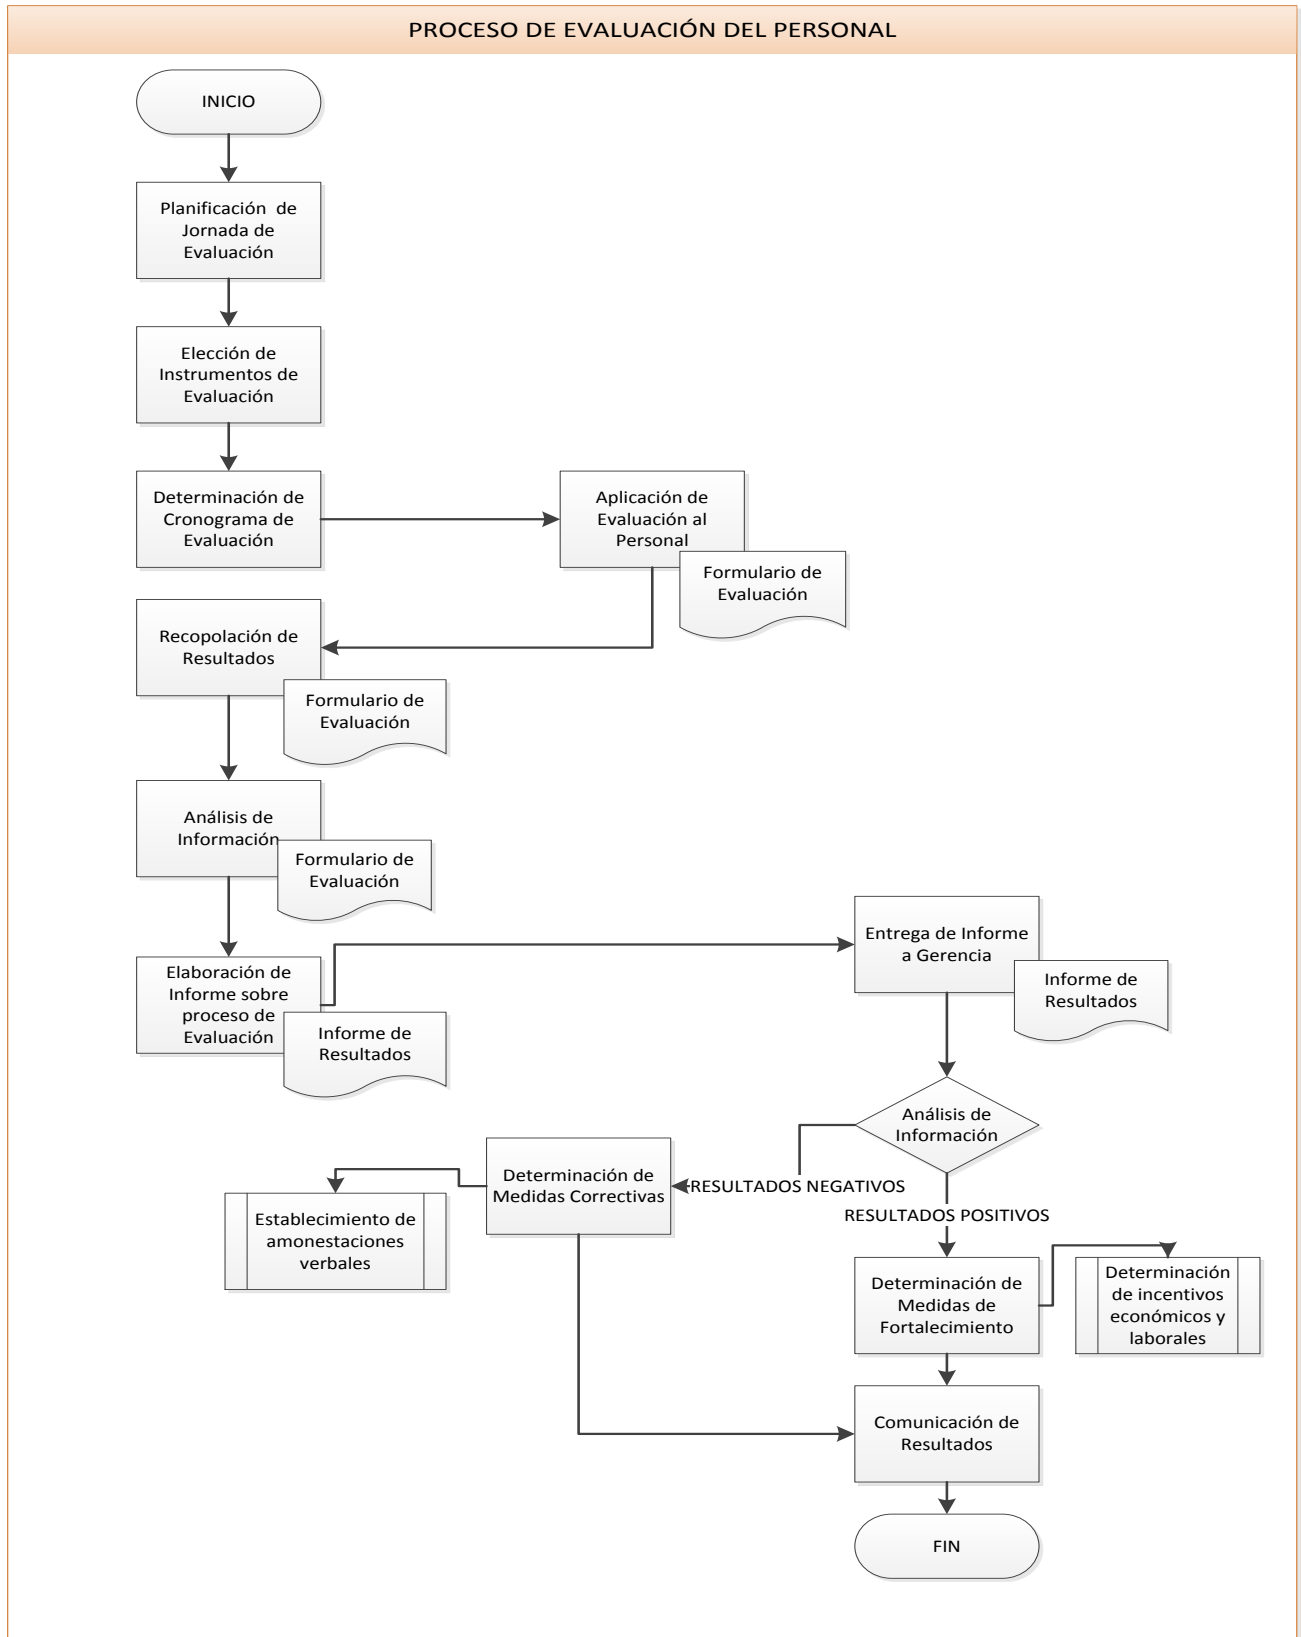 PROCESO DE EVALUACIÓN DEL PERSONAL
INICIO
Planificación de
Jornada de
Evaluación
Elección de
Instrumentos de
Evaluación
Determinación de
Cronograma de
Evaluación
Aplicación de
Evaluación al
Personal
Formulario de
Evaluación
Recopolación de
Resultados
Formulario de
Evaluación
Análisis de
Información
Formulario de
Evaluación
Elaboración de
Informe sobre
proceso de
Evaluación
Informe de
Resultados
Entrega de Informe
a Gerencia
Informe de
Resultados
Análisis de
Información
RESULTADOS NEGATIVOS
Determinación de
Medidas Correctivas
Establecimiento de
amonestaciones
verbales
RESULTADOS POSITIVOS
Determinación de
Medidas de
Fortalecimiento
Determinación
de incentivos
económicos y
laborales
Comunicación de
Resultados
FIN